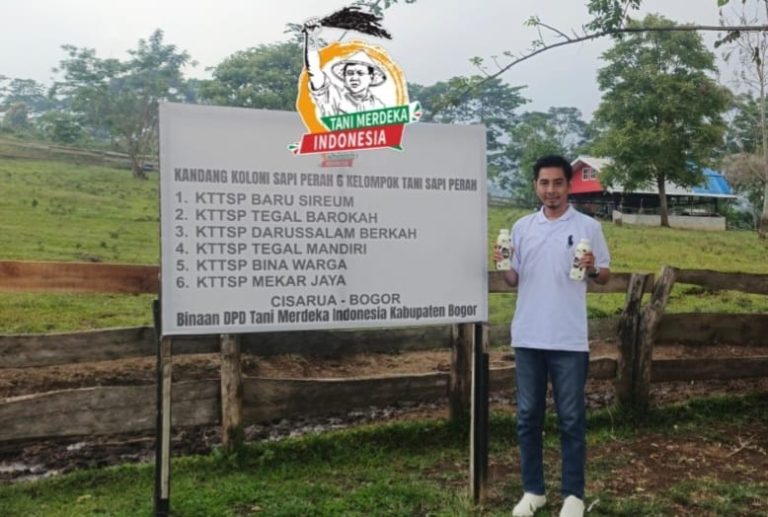 TANI MERDEKA
INDONESIA
KANDANG KOLONI SAPI PERAH 6 KELOMPOK TANI SAPI PERAH
1. KTTSP BARU SIREUM
2. KTTSP TEGAL BAROKAH
3. KTTSP DARUSSALAM BERKAH
4. KTTSP TEGAL MANDIRI
5. KTTSP BINA WARGA
6. KTTSP MEKAR JAYA
CISARUA - BOGOR
Binaan DPD Tani Merdeka Indonesia Kabupaten Bogor